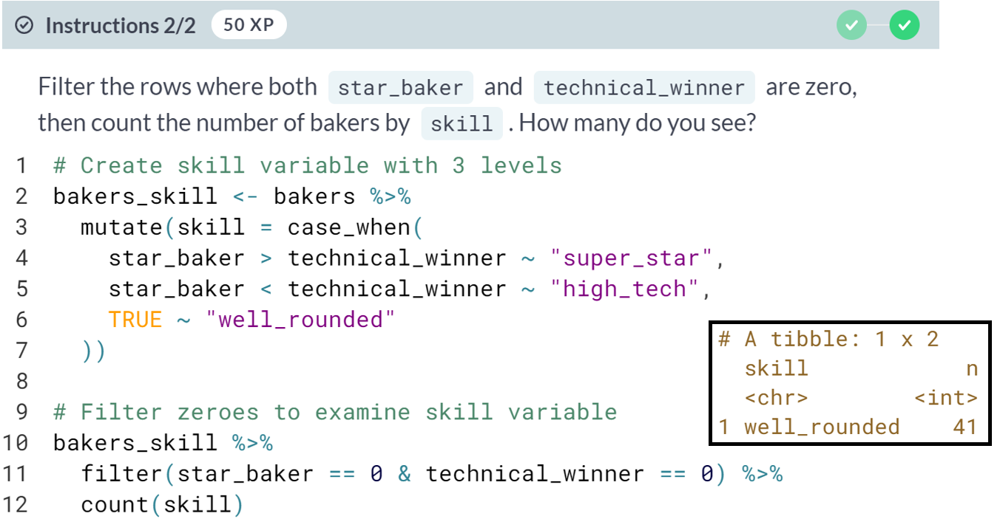 Instructions 2/2 50 XP
Filter the rows where both star_baker and technical_winner are zero,
then count the number of bakers by skill . How many do you see?
1 # Create skill variable with 3 levels
2 bakers_skill <- bakers %>%
3   mutate(skill = case_when(
4     star_baker > technical_winner ~ "super_star",
5     star_baker < technical_winner ~ "high_tech",
6     TRUE ~ "well_rounded"
7   ))
8
9 # Filter zeroes to examine skill variable
10 bakers_skill %>%
11   filter(star_baker == 0 & technical_winner == 0) %>%
12   count(skill)
# A tibble: 1 x 2
  skill            n
  <chr>        <int>
1 well_rounded    41